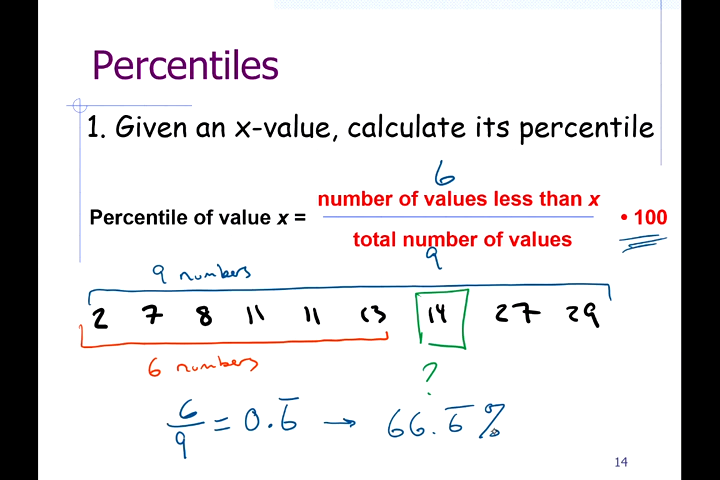 Percentiles
1. Given an x-value, calculate its percentile
6
number of values less than x
Percentile of value x = • 100
total number of values
9
9 numbers
2 7 8 11 11 13 14 27 29
6 numbers
?
6/9 = 0.6̅ → 66.6̅%
14